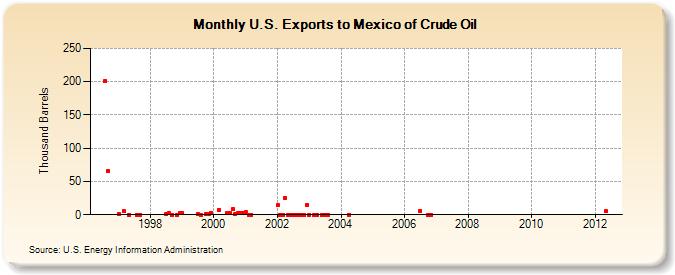 Monthly U.S. Exports to Mexico of Crude Oil
Thousand Barrels
250
200
150
100
50
0
1998 2000 2002 2004 2006 2008 2010 2012
Source: U.S. Energy Information Administration